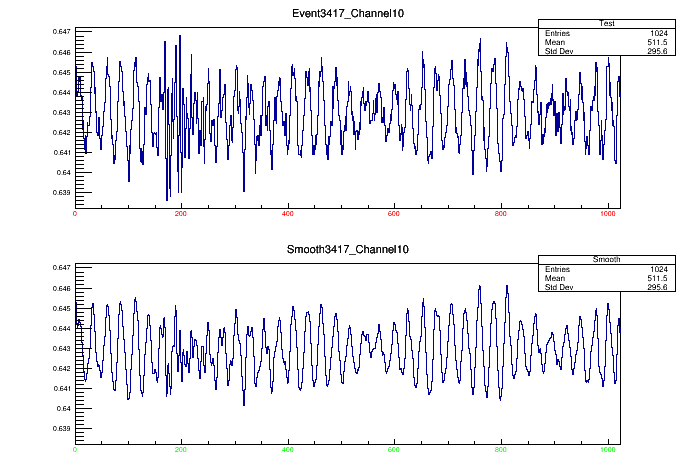 Event3417_Channel10
Test
Entries 1024
Mean 511.5
Std Dev 295.6
0.647
0.646
0.645
0.644
0.643
0.642
0.641
0.64
0.639
0 200 400 600 800 1000
Smooth3417_Channel10
Smooth
Entries 1024
Mean 511.5
Std Dev 295.6
0.647
0.646
0.645
0.644
0.643
0.642
0.641
0.64
0.639
0 200 400 600 800 1000